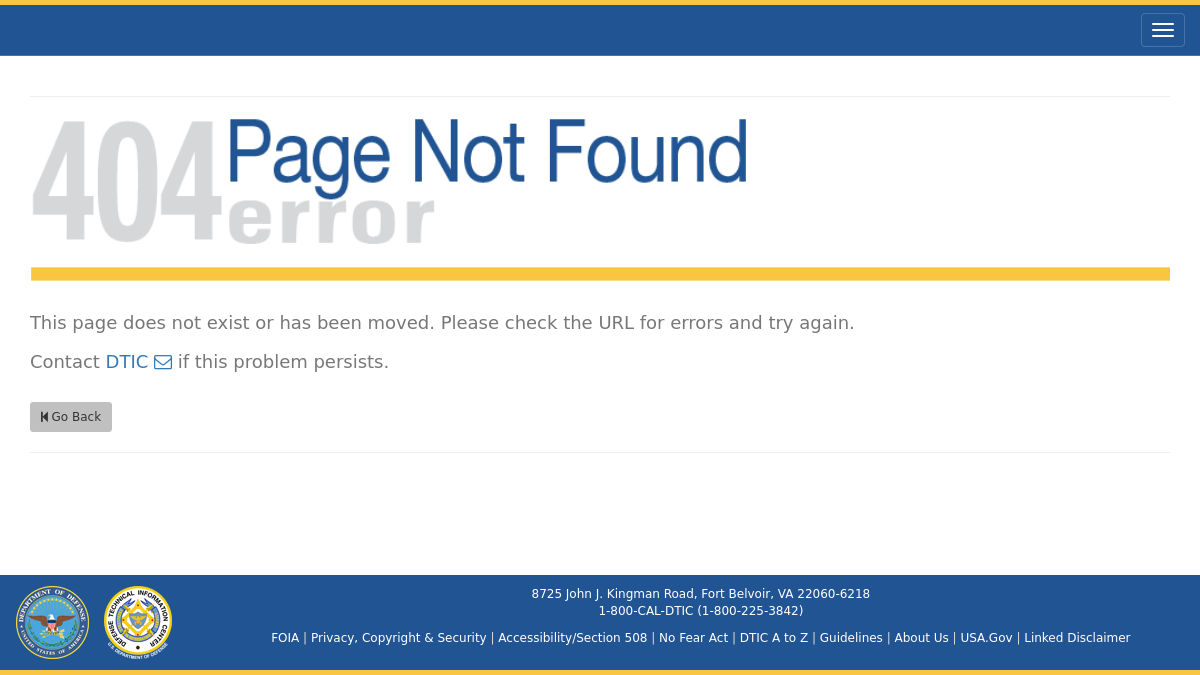 404 Page Not Found
error
This page does not exist or has been moved. Please check the URL for errors and try again.
Contact DTIC if this problem persists.
Go Back
DEPARTMENT OF DEFENSE
UNITED STATES OF AMERICA
DEFENSE TECHNICAL INFORMATION CENTER
U.S. DEPARTMENT OF DEFENSE
8725 John J. Kingman Road, Fort Belvoir, VA 22060-6218
1-800-CAL-DTIC (1-800-225-3842)
FOIA | Privacy, Copyright & Security | Accessibility/Section 508 | No Fear Act | DTIC A to Z | Guidelines | About Us | USA.Gov | Linked Disclaimer